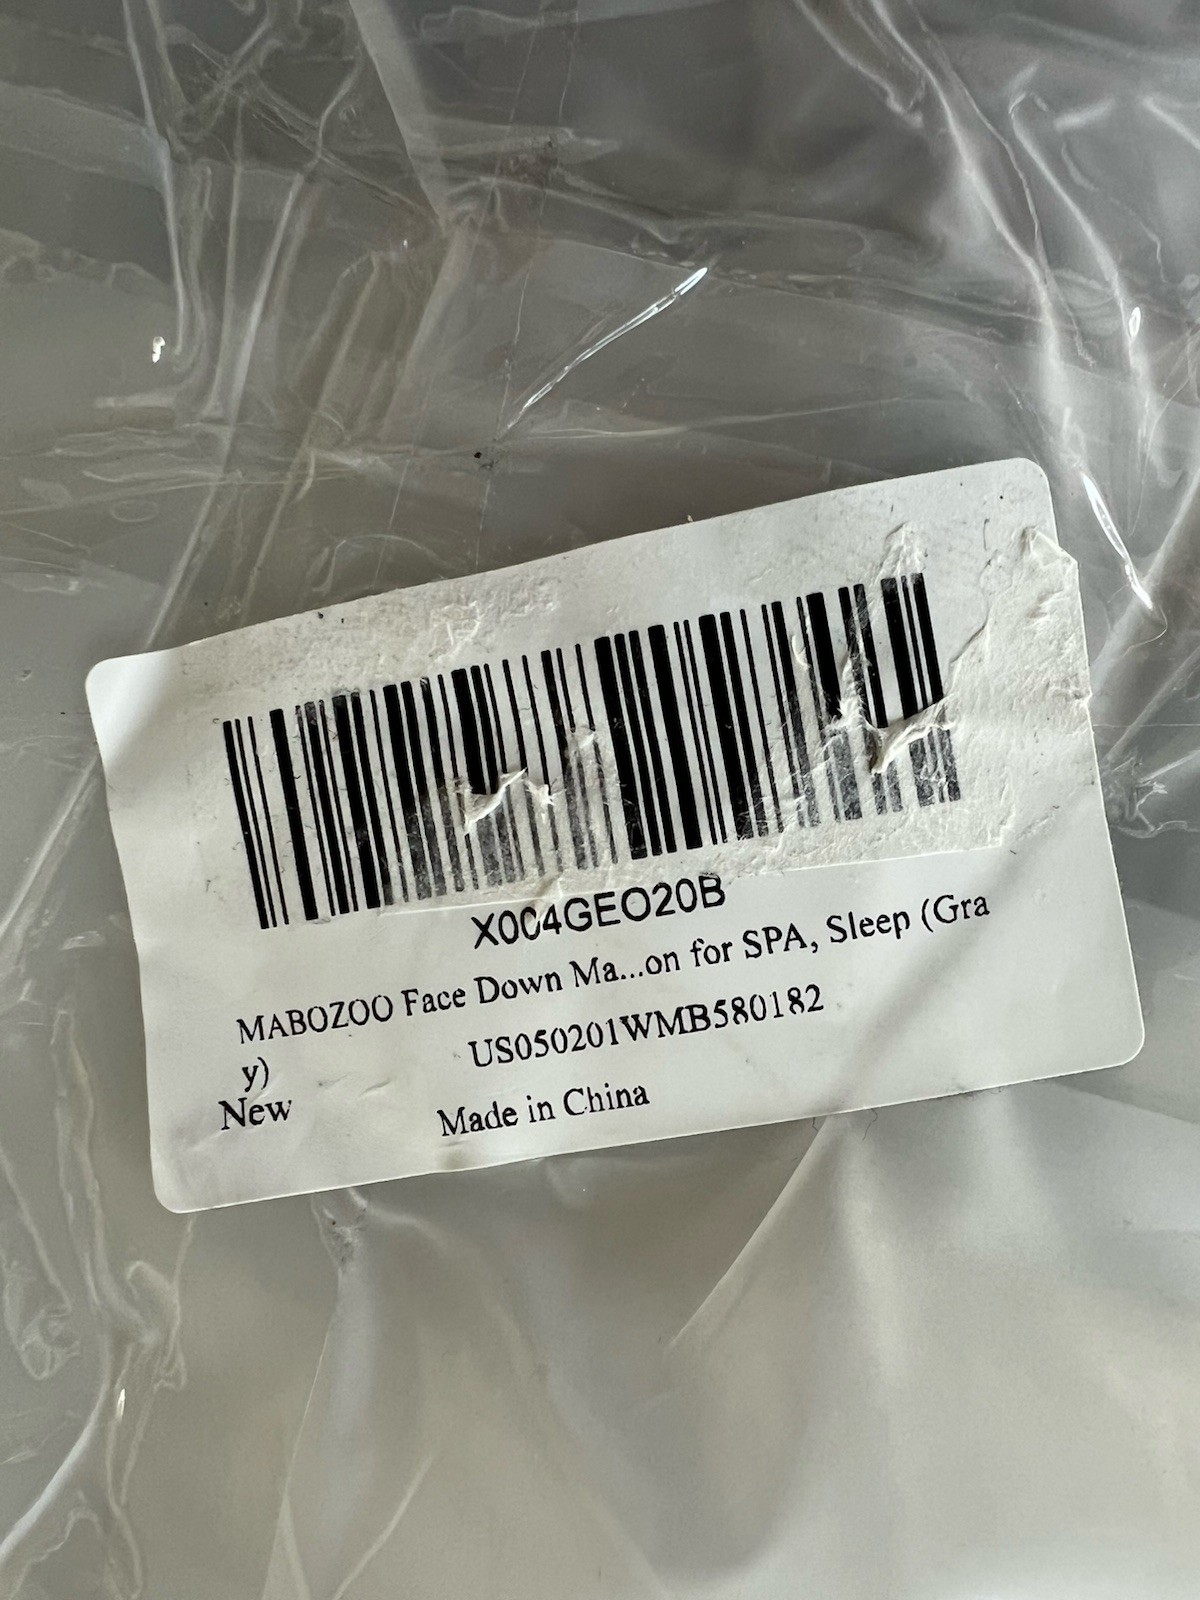 X004GEO20B
MABOZOO Face Down Ma...on for SPA, Sleep (Gra
y)
US050201WMB580182
New
Made in China